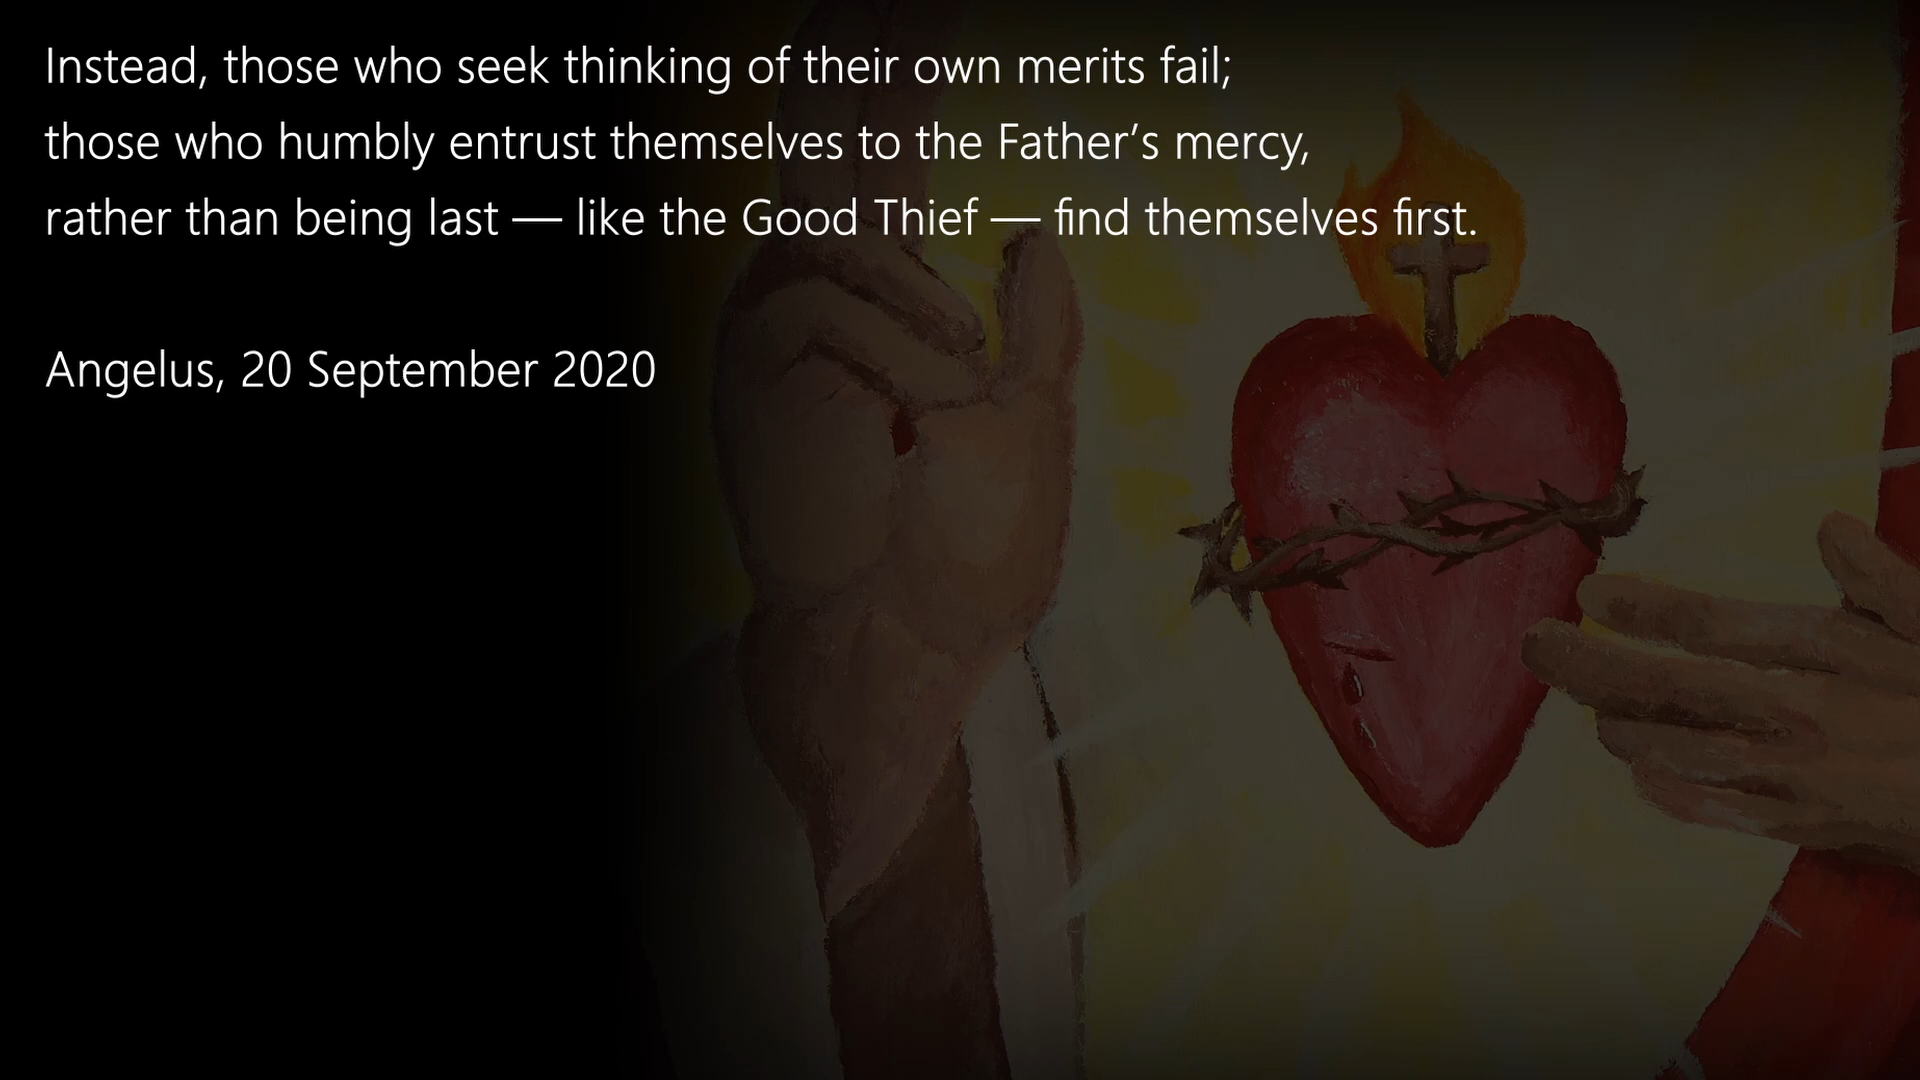 Instead, those who seek thinking of their own merits fail;
those who humbly entrust themselves to the Father’s mercy,
rather than being last — like the Good Thief — find themselves first.
Angelus, 20 September 2020